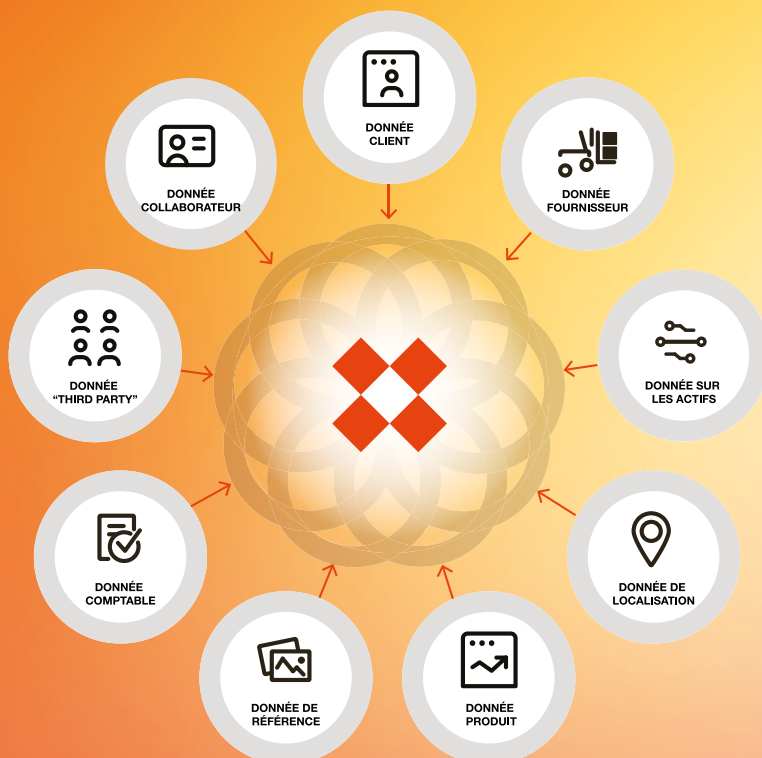 DONNÉE
CLIENT
DONNÉE
FOURNISSEUR
DONNÉE SUR
LES ACTIFS
DONNÉE DE
LOCALISATION
DONNÉE
PRODUIT
DONNÉE DE
RÉFÉRENCE
DONNÉE
COMPTABLE
DONNÉE
“THIRD PARTY”
DONNÉE
COLLABORATEUR